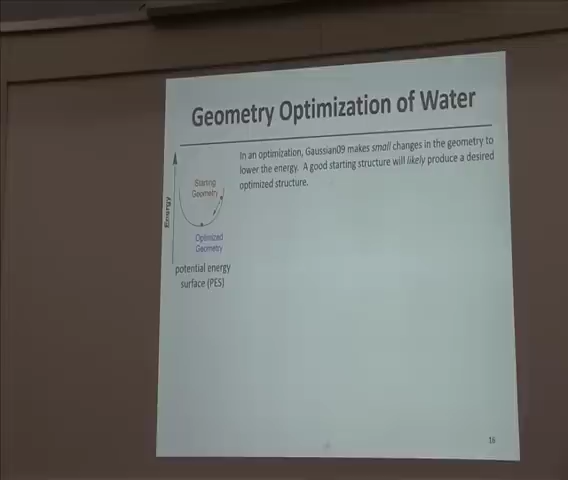 Geometry Optimization of Water
In an optimization, Gaussian09 makes small changes in the geometry to
lower the energy. A good starting structure will likely produce a desired
optimized structure.
Energy
Starting
Geometry
Optimized
Geometry
potential energy
surface (PES)
16